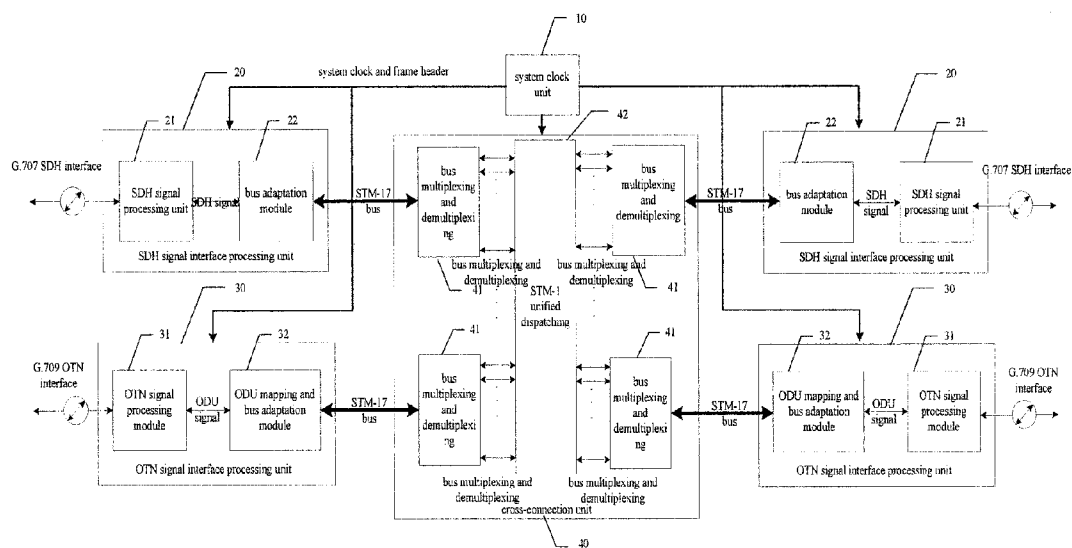 10
system clock
unit
system clock and frame header
20
20
21
22
42
22
21
G.707 SDH interface
SDH signal
processing unit
SDH signal
bus adaptation
module
STM-17
bus
bus
multiplexing
and
demultiplex
ing
bus
multiplexing
and
demultiplexing
STM-17
bus
bus adaptation
module
SDH
signal
SDH signal
processing unit
G.707 SDH interface
SDH signal interface processing unit
SDH signal interface processing unit
bus multiplexing and
demultiplexing
bus multiplexing and
demultiplexing
41
41
STM-1
unified
dispatching
30
30
31
32
41
41
32
31
G.709 OTN
interface
OTN signal
processing
module
ODU
signal
ODU mapping and
bus adaptation
module
STM-17
bus
bus
multiplexing
and
demultiplex
ing
bus
multiplexing
and
demultiplex
ing
STM-17
bus
ODU mapping and
bus adaptation
module
ODU
signal
OTN signal
processing
module
G.709 OTN
interface
OTN signal interface processing unit
OTN signal interface processing unit
bus multiplexing and
demultiplexing
bus multiplexing and
demultiplexing
cross-connection unit
40